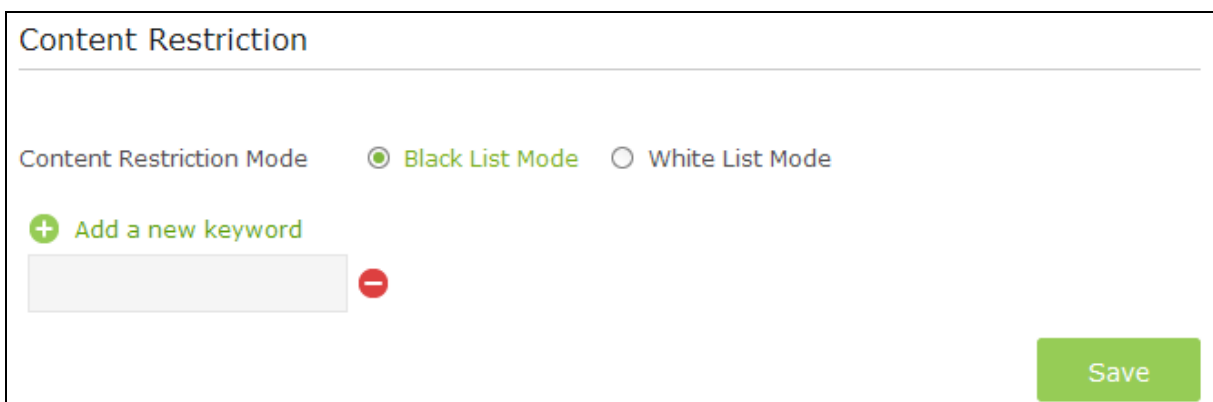 Content Restriction
Content Restriction Mode Black List Mode White List Mode
Add a new keyword
Save